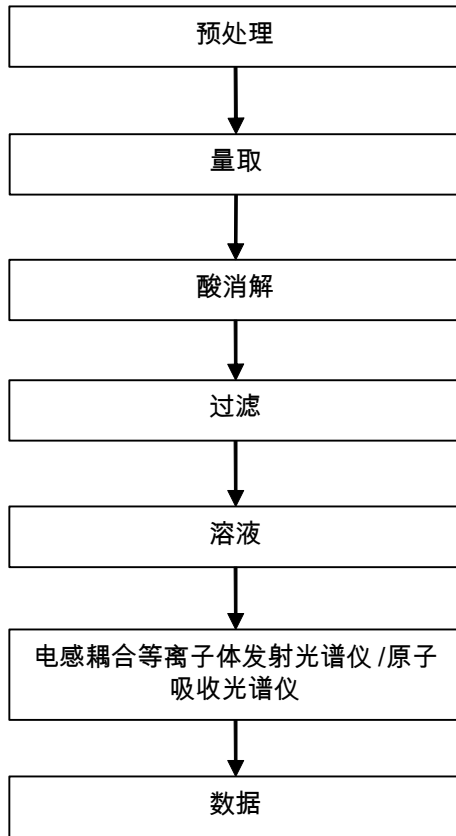 预处理
量取
酸消解
过滤
溶液
电感耦合等离子体发射光谱仪 /原子
吸收光谱仪
数据